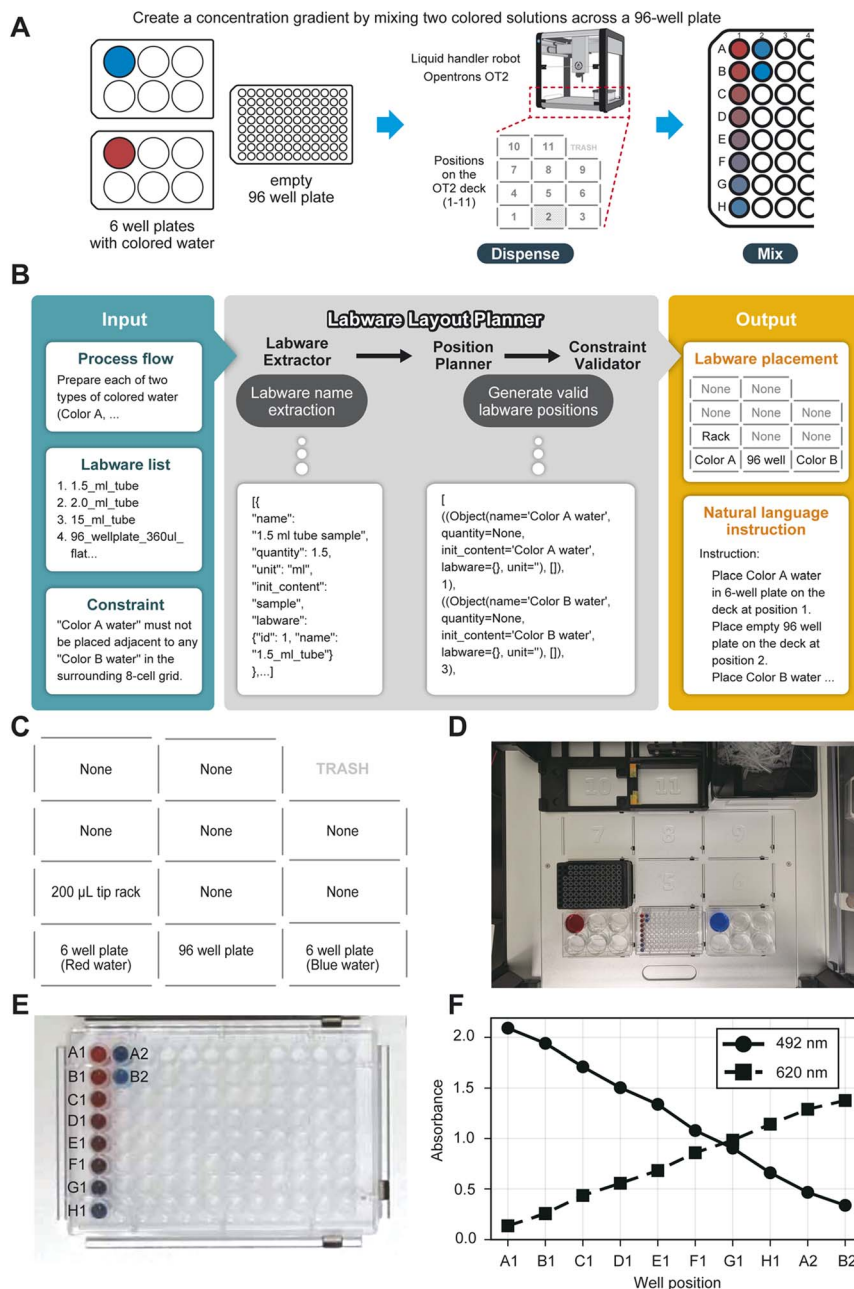 Create a concentration gradient by mixing two colored solutions across a 96-well plate
A
6 well plates
with colored water
empty
96 well plate
Liquid handler robot
Opentrons OT2
Positions
on the
OT2 deck
(1-11)
10 11 TRASH
7 8 9
4 5 6
1 2 3
Dispense
1 2 3 4
A
B
C
D
E
F
G
H
Mix
B
Input
Process flow
Prepare each of two
types of colored water
(Color A, ...
Labware list
1. 1.5_ml_tube
2. 2.0_ml_tube
3. 15_ml_tube
4. 96_wellplate_360ul_
flat...
Constraint
"Color A water" must not
be placed adjacent to any
"Color B water" in the
surrounding 8-cell grid.
Labware Layout Planner
Labware
Extractor
Position
Planner
Constraint
Validator
Labware name
extraction
Generate valid
labware positions
[{
"name":
"1.5 ml tube sample",
"quantity": 1.5,
"unit": "ml",
"init_content":
"sample",
"labware":
{"id": 1, "name":
"1.5_ml_tube"}
},...]
[
((Object(name='Color A water',
quantity=None,
init_content='Color A water',
labware={}, unit=''), []),
1),
((Object(name='Color B water',
quantity=None,
init_content='Color B water',
labware={}, unit=''), []),
3),
Output
Labware placement
None None
None None None
Rack None None
Color A 96 well Color B
Natural language
instruction
Instruction:
Place Color A water
in 6-well plate on the
deck at position 1.
Place empty 96 well
plate on the deck at
position 2.
Place Color B water ...
C
None None TRASH
None None None
200 µL tip rack None None
6 well plate
(Red water)
96 well plate
6 well plate
(Blue water)
D
10 11
7 8 9
5 6
E
A1 A2
B1 B2
C1
D1
E1
F1
G1
H1
F
492 nm
620 nm
Absorbance
2.0
1.5
1.0
0.5
0.0
A1 B1 C1 D1 E1 F1 G1 H1 A2 B2
Well position